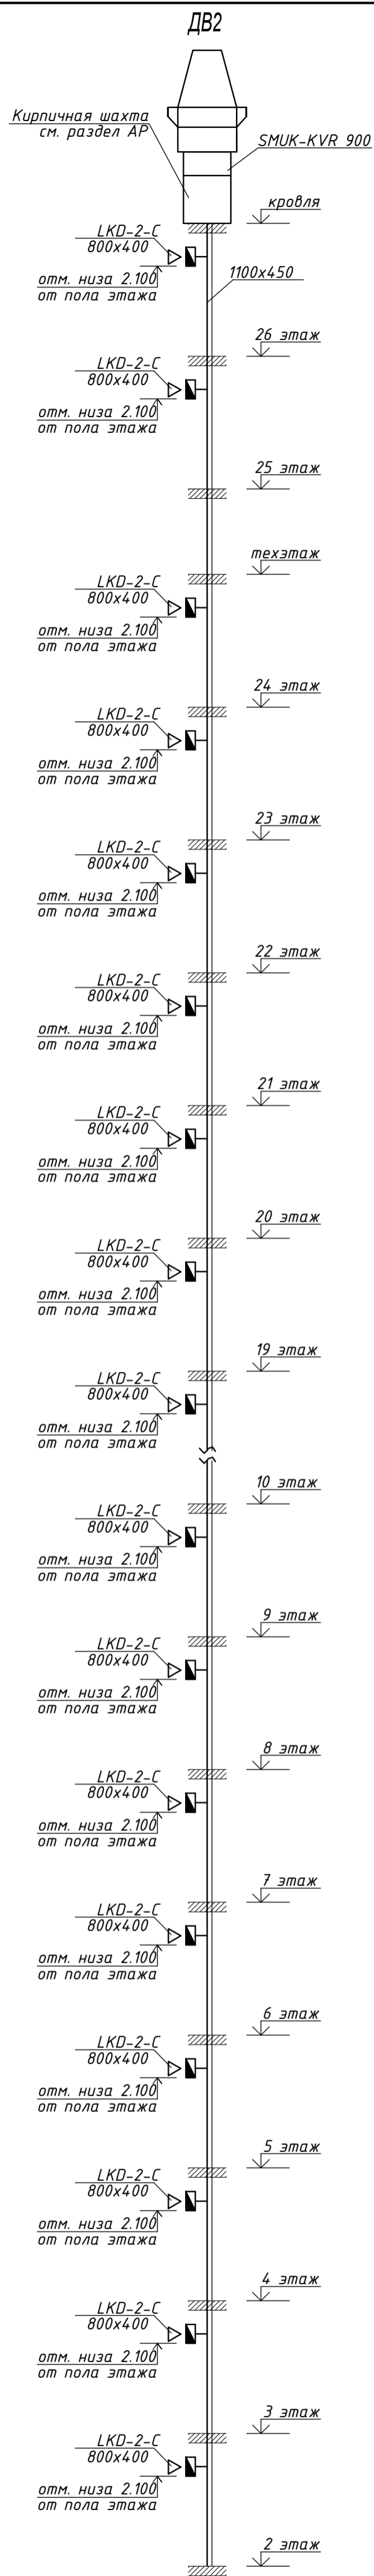 ДВ2
Кирпичная шахта
см. раздел АР
SMUK-KVR 900
кровля
LKD-2-C
800x400
отм. низа 2.100
от пола этажа
1100x450
26 этаж
LKD-2-C
800x400
отм. низа 2.100
от пола этажа
25 этаж
техэтаж
LKD-2-C
800x400
отм. низа 2.100
от пола этажа
24 этаж
LKD-2-C
800x400
отм. низа 2.100
от пола этажа
23 этаж
LKD-2-C
800x400
отм. низа 2.100
от пола этажа
22 этаж
LKD-2-C
800x400
отм. низа 2.100
от пола этажа
21 этаж
LKD-2-C
800x400
отм. низа 2.100
от пола этажа
20 этаж
LKD-2-C
800x400
отм. низа 2.100
от пола этажа
19 этаж
LKD-2-C
800x400
отм. низа 2.100
от пола этажа
10 этаж
LKD-2-C
800x400
отм. низа 2.100
от пола этажа
9 этаж
LKD-2-C
800x400
отм. низа 2.100
от пола этажа
8 этаж
LKD-2-C
800x400
отм. низа 2.100
от пола этажа
7 этаж
LKD-2-C
800x400
отм. низа 2.100
от пола этажа
6 этаж
LKD-2-C
800x400
отм. низа 2.100
от пола этажа
5 этаж
LKD-2-C
800x400
отм. низа 2.100
от пола этажа
4 этаж
LKD-2-C
800x400
отм. низа 2.100
от пола этажа
3 этаж
LKD-2-C
800x400
отм. низа 2.100
от пола этажа
2 этаж